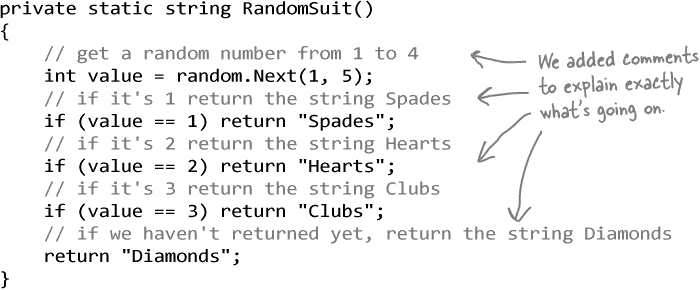 private static string RandomSuit()
{
    // get a random number from 1 to 4
    int value = random.Next(1, 5);
    // if it's 1 return the string Spades
    if (value == 1) return "Spades";
    // if it's 2 return the string Hearts
    if (value == 2) return "Hearts";
    // if it's 3 return the string Clubs
    if (value == 3) return "Clubs";
    // if we haven't returned yet, return the string Diamonds
    return "Diamonds";
}
We added comments
to explain exactly
what's going on.